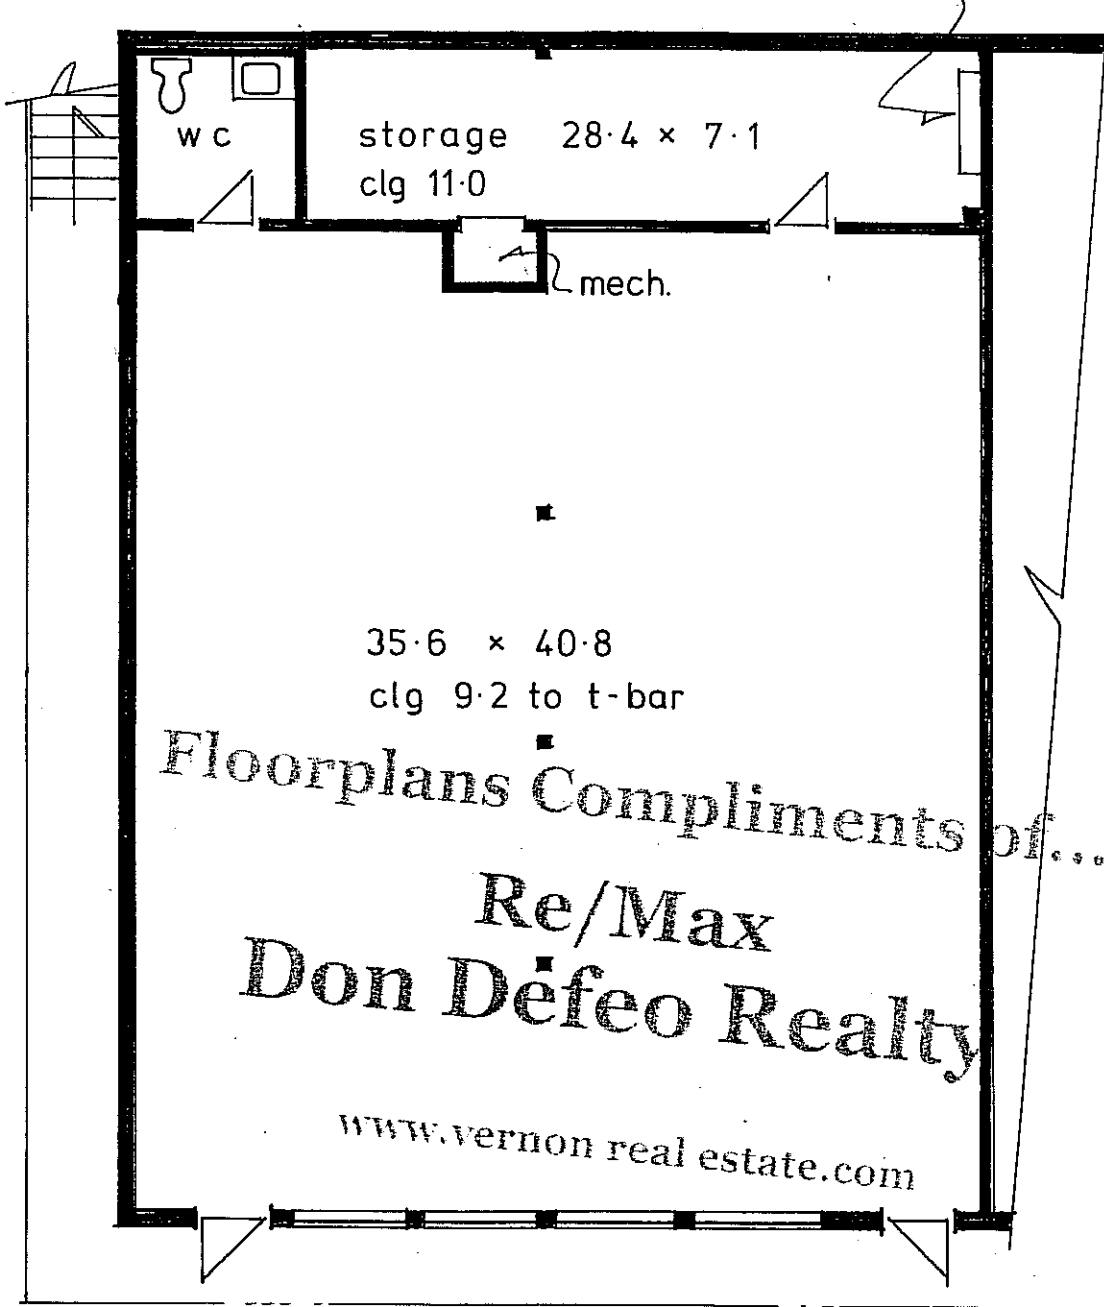 wc
storage 28·4 × 7·1
clg 11·0
mech.
35·6 × 40·8
clg 9·2 to t-bar
Floorplans Compliments of...
Re/Max
Don Defeo Realty
www.vernon real estate.com